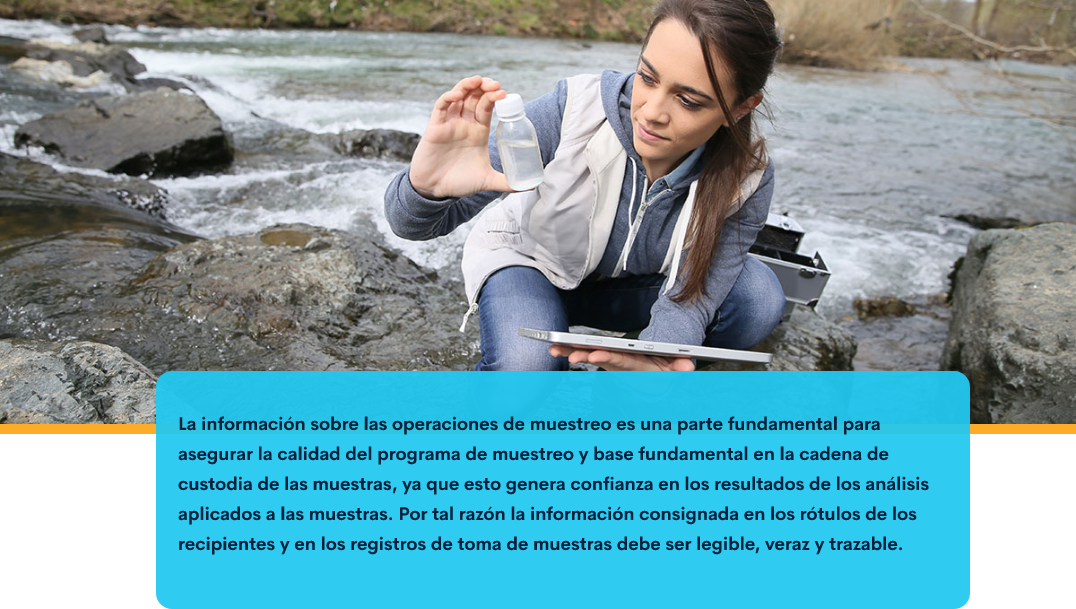 La información sobre las operaciones de muestreo es una parte fundamental para
asegurar la calidad del programa de muestreo y base fundamental en la cadena de
custodia de las muestras, ya que esto genera confianza en los resultados de los análisis
aplicados a las muestras. Por tal razón la información consignada en los rótulos de los
recipientes y en los registros de toma de muestras debe ser legible, veraz y trazable.